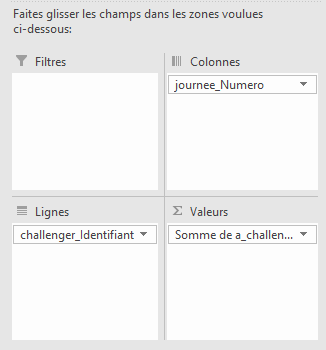 Faites glisser les champs dans les zones voulues
ci-dessous:
Filtres
Colonnes
journee_Numero
Lignes
Σ Valeurs
challenger_Identifiant
Somme de a_challen...